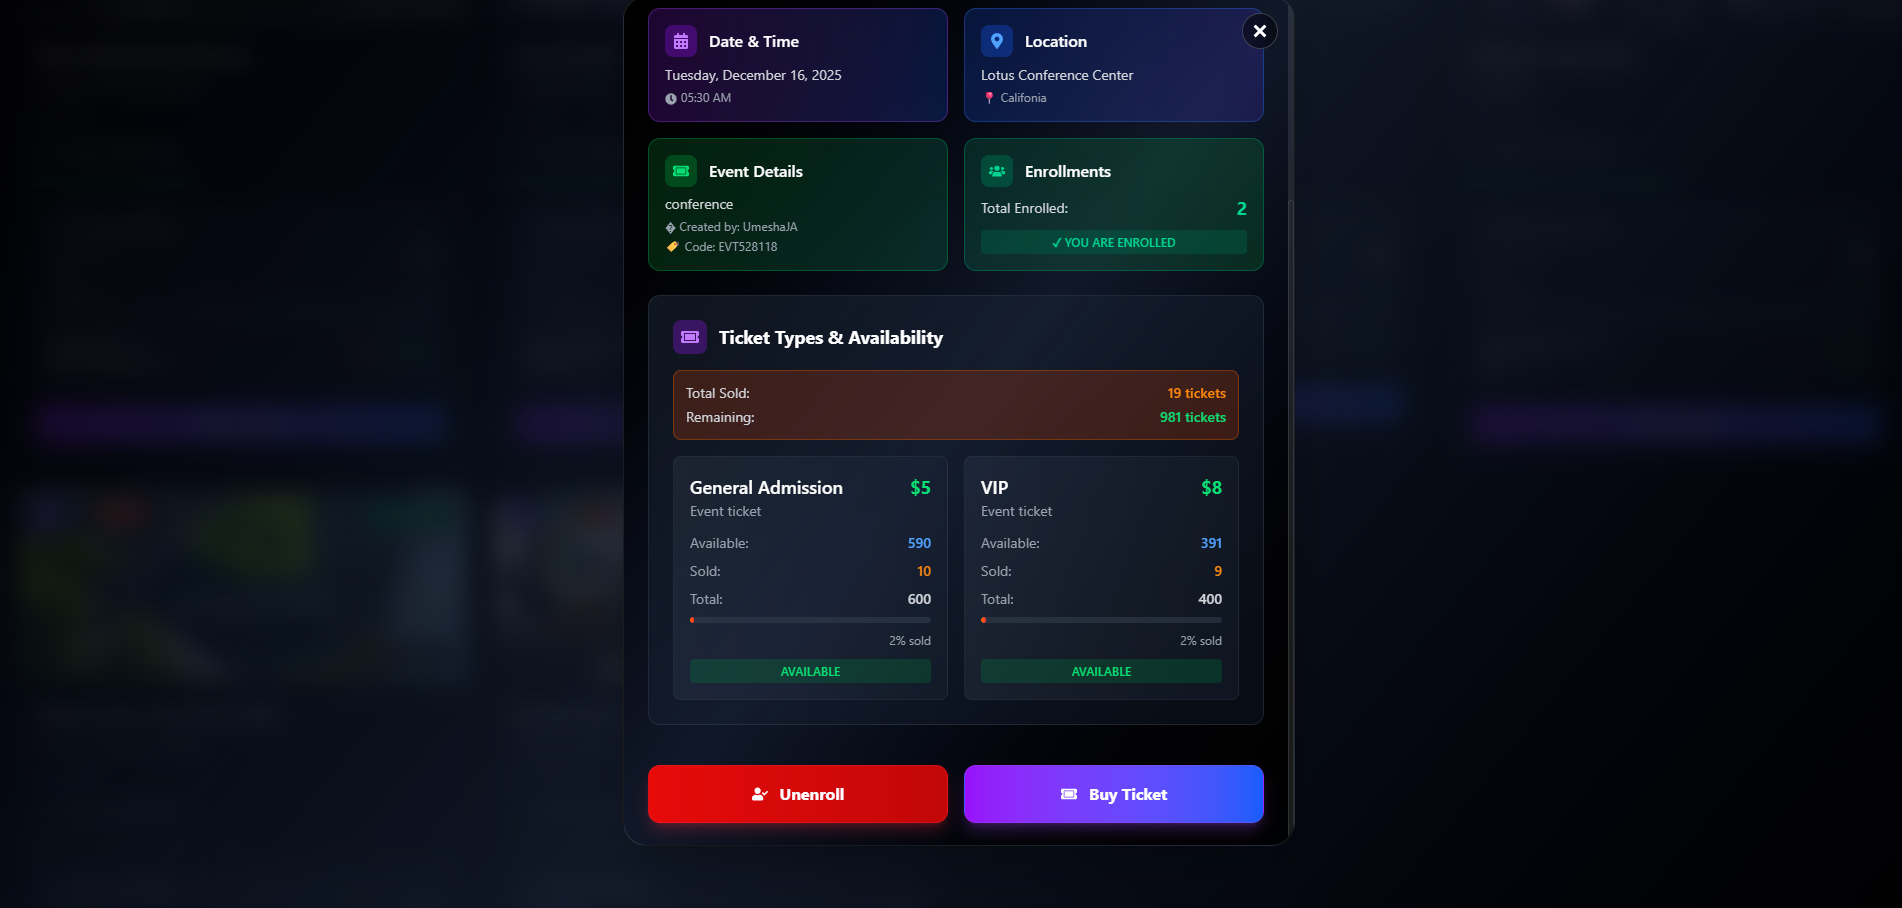 Date & Time
Tuesday, December 16, 2025
05:30 AM
Location
Lotus Conference Center
📍 Califonia
Event Details
conference
� Created by: UmeshaJA
🏷️ Code: EVT528118
Enrollments
Total Enrolled: 2
✓ YOU ARE ENROLLED
Ticket Types & Availability
Total Sold: 19 tickets
Remaining: 981 tickets
General Admission $5
Event ticket
Available: 590
Sold: 10
Total: 600
2% sold
AVAILABLE
VIP $8
Event ticket
Available: 391
Sold: 9
Total: 400
2% sold
AVAILABLE
Unenroll
Buy Ticket